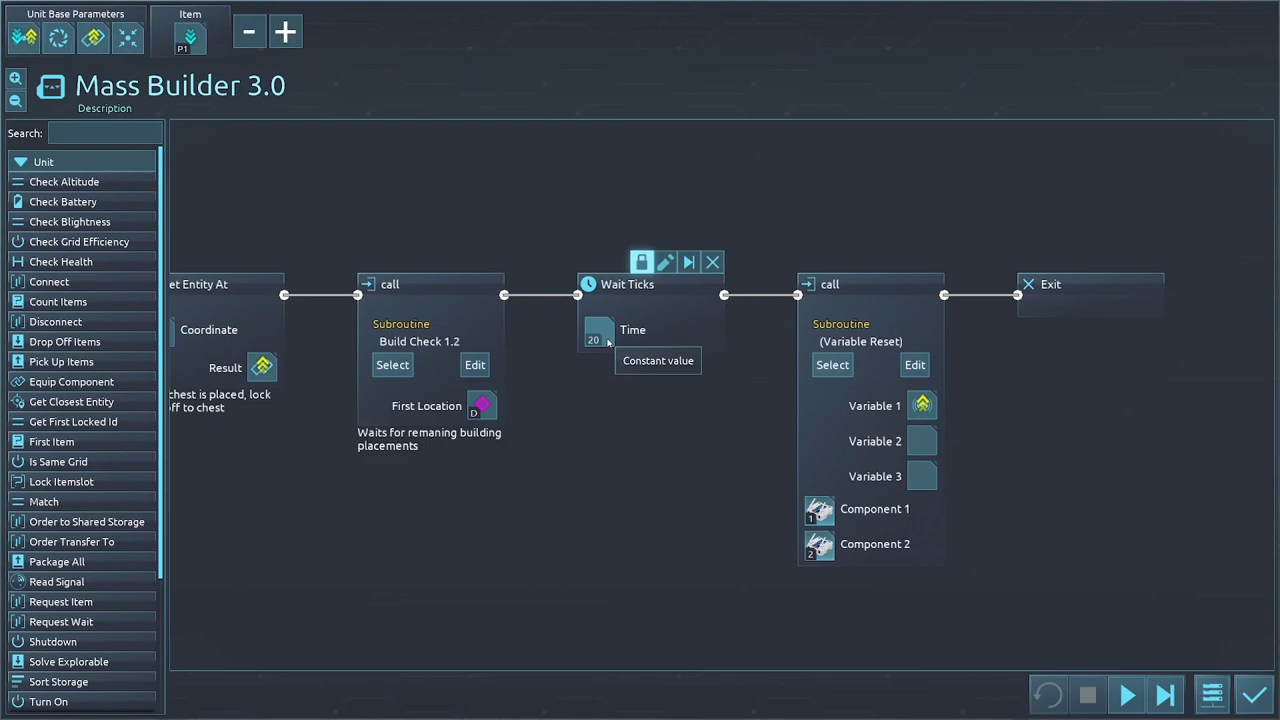 Unit Base Parameters
Item
P1
- +
Mass Builder 3.0
Description
Search:
Unit
Check Altitude
Check Battery
Check Blightness
Check Grid Efficiency
Check Health
Connect
Count Items
Disconnect
Drop Off Items
Pick Up Items
Equip Component
Get Closest Entity
Get First Locked Id
First Item
Is Same Grid
Lock Itemslot
Match
Order to Shared Storage
Order Transfer To
Package All
Read Signal
Request Item
Request Wait
Shutdown
Solve Explorable
Sort Storage
Turn On
et Entity At
Coordinate
Result
chest is placed, lock
off to chest
call
Subroutine
Build Check 1.2
Select Edit
First Location D
Waits for remaning building
placements
Wait Ticks
20 Time
Constant value
call
Subroutine
(Variable Reset)
Select Edit
Variable 1
Variable 2
Variable 3
1 Component 1
2 Component 2
Exit